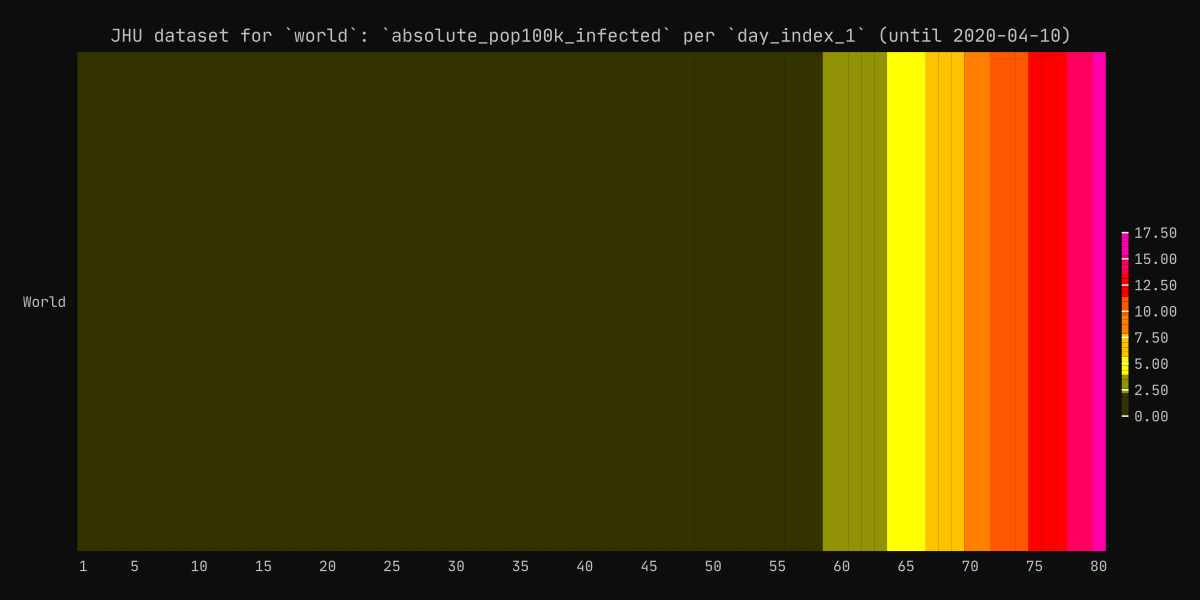 JHU dataset for `world`: `absolute_pop100k_infected` per `day_index_1` (until 2020-04-10)
World
17.50
15.00
12.50
10.00
7.50
5.00
2.50
0.00
1 5 10 15 20 25 30 35 40 45 50 55 60 65 70 75 80